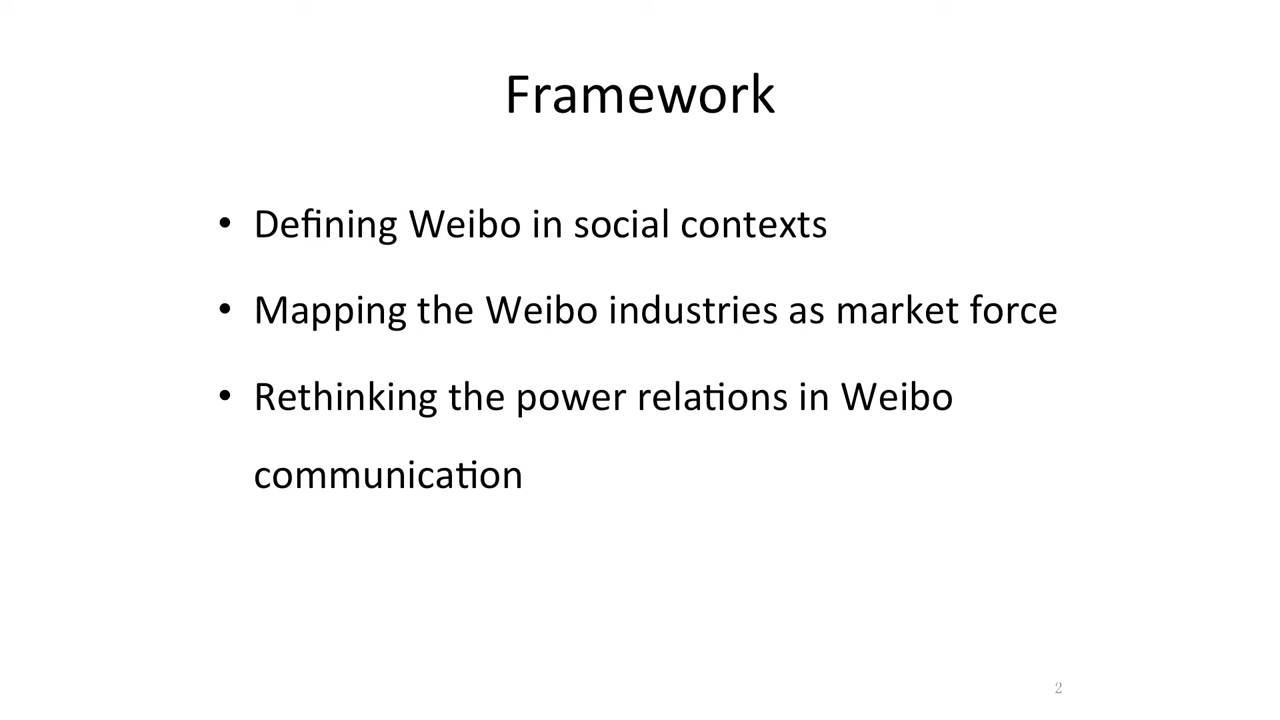 Framework
• Defining Weibo in social contexts
• Mapping the Weibo industries as market force
• Rethinking the power relations in Weibo
communication
2